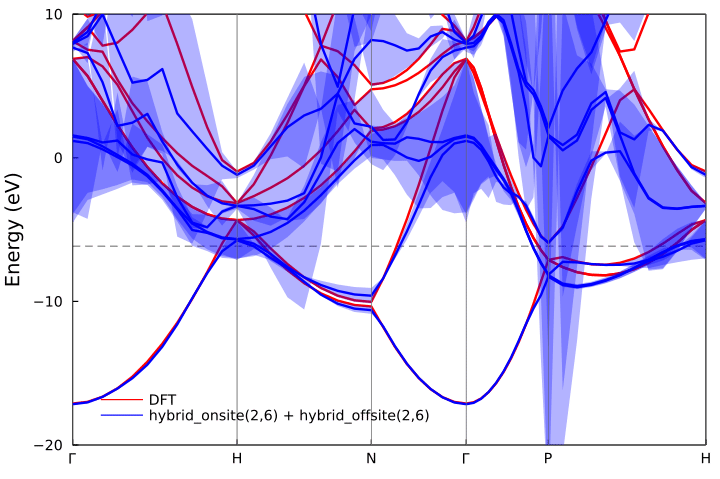 Energy (eV)
10
0
−10
−20
DFT
hybrid_onsite(2,6) + hybrid_offsite(2,6)
Γ H N Γ P H